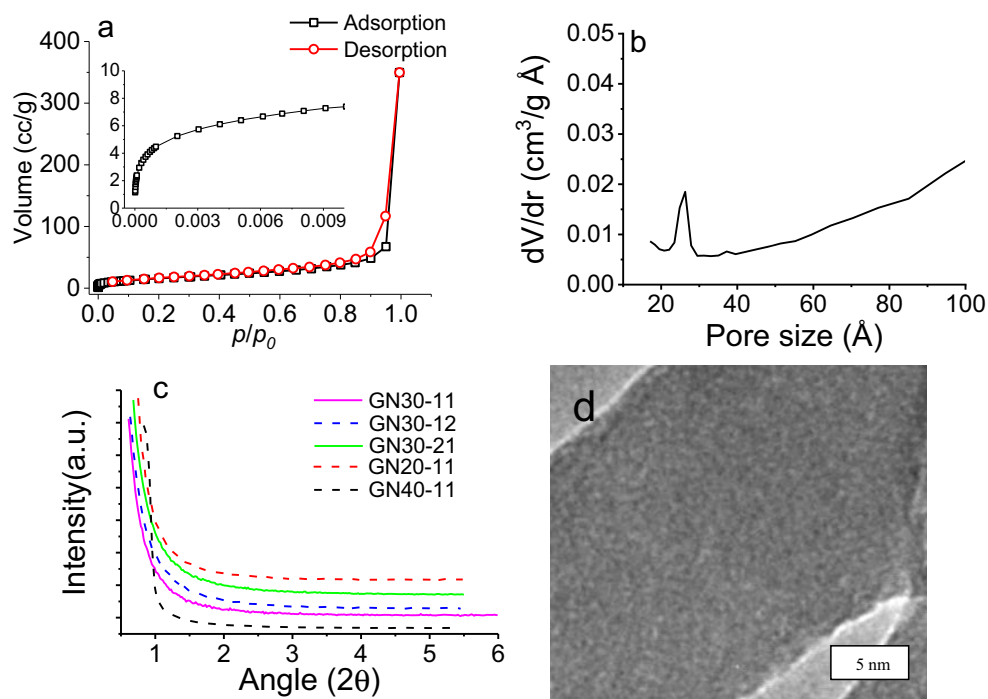 a
Adsorption
Desorption
400
300
200
100
0
Volume (cc/g)
10
8
6
4
2
0
0.000 0.003 0.006 0.009
0.0 0.2 0.4 0.6 0.8 1.0
p/p0
b
0.05
0.04
0.03
0.02
0.01
0.00
dV/dr (cm³/g Å)
20 40 60 80 100
Pore size (Å)
c
GN30-11
GN30-12
GN30-21
GN20-11
GN40-11
Intensity(a.u.)
1 2 3 4 5 6
Angle (2θ)
d
5 nm